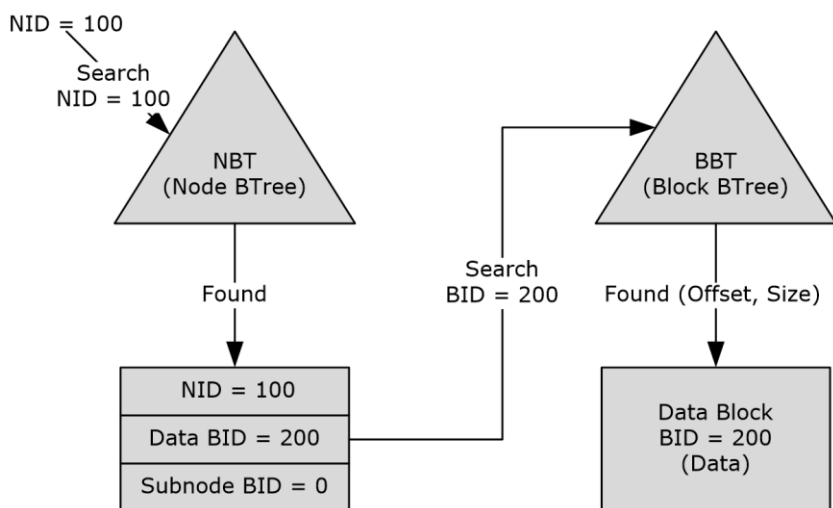 NID = 100
Search
NID = 100
NBT
(Node BTree)
Found
NID = 100
Data BID = 200
Subnode BID = 0
Search
BID = 200
BBT
(Block BTree)
Found (Offset, Size)
Data Block
BID = 200
(Data)